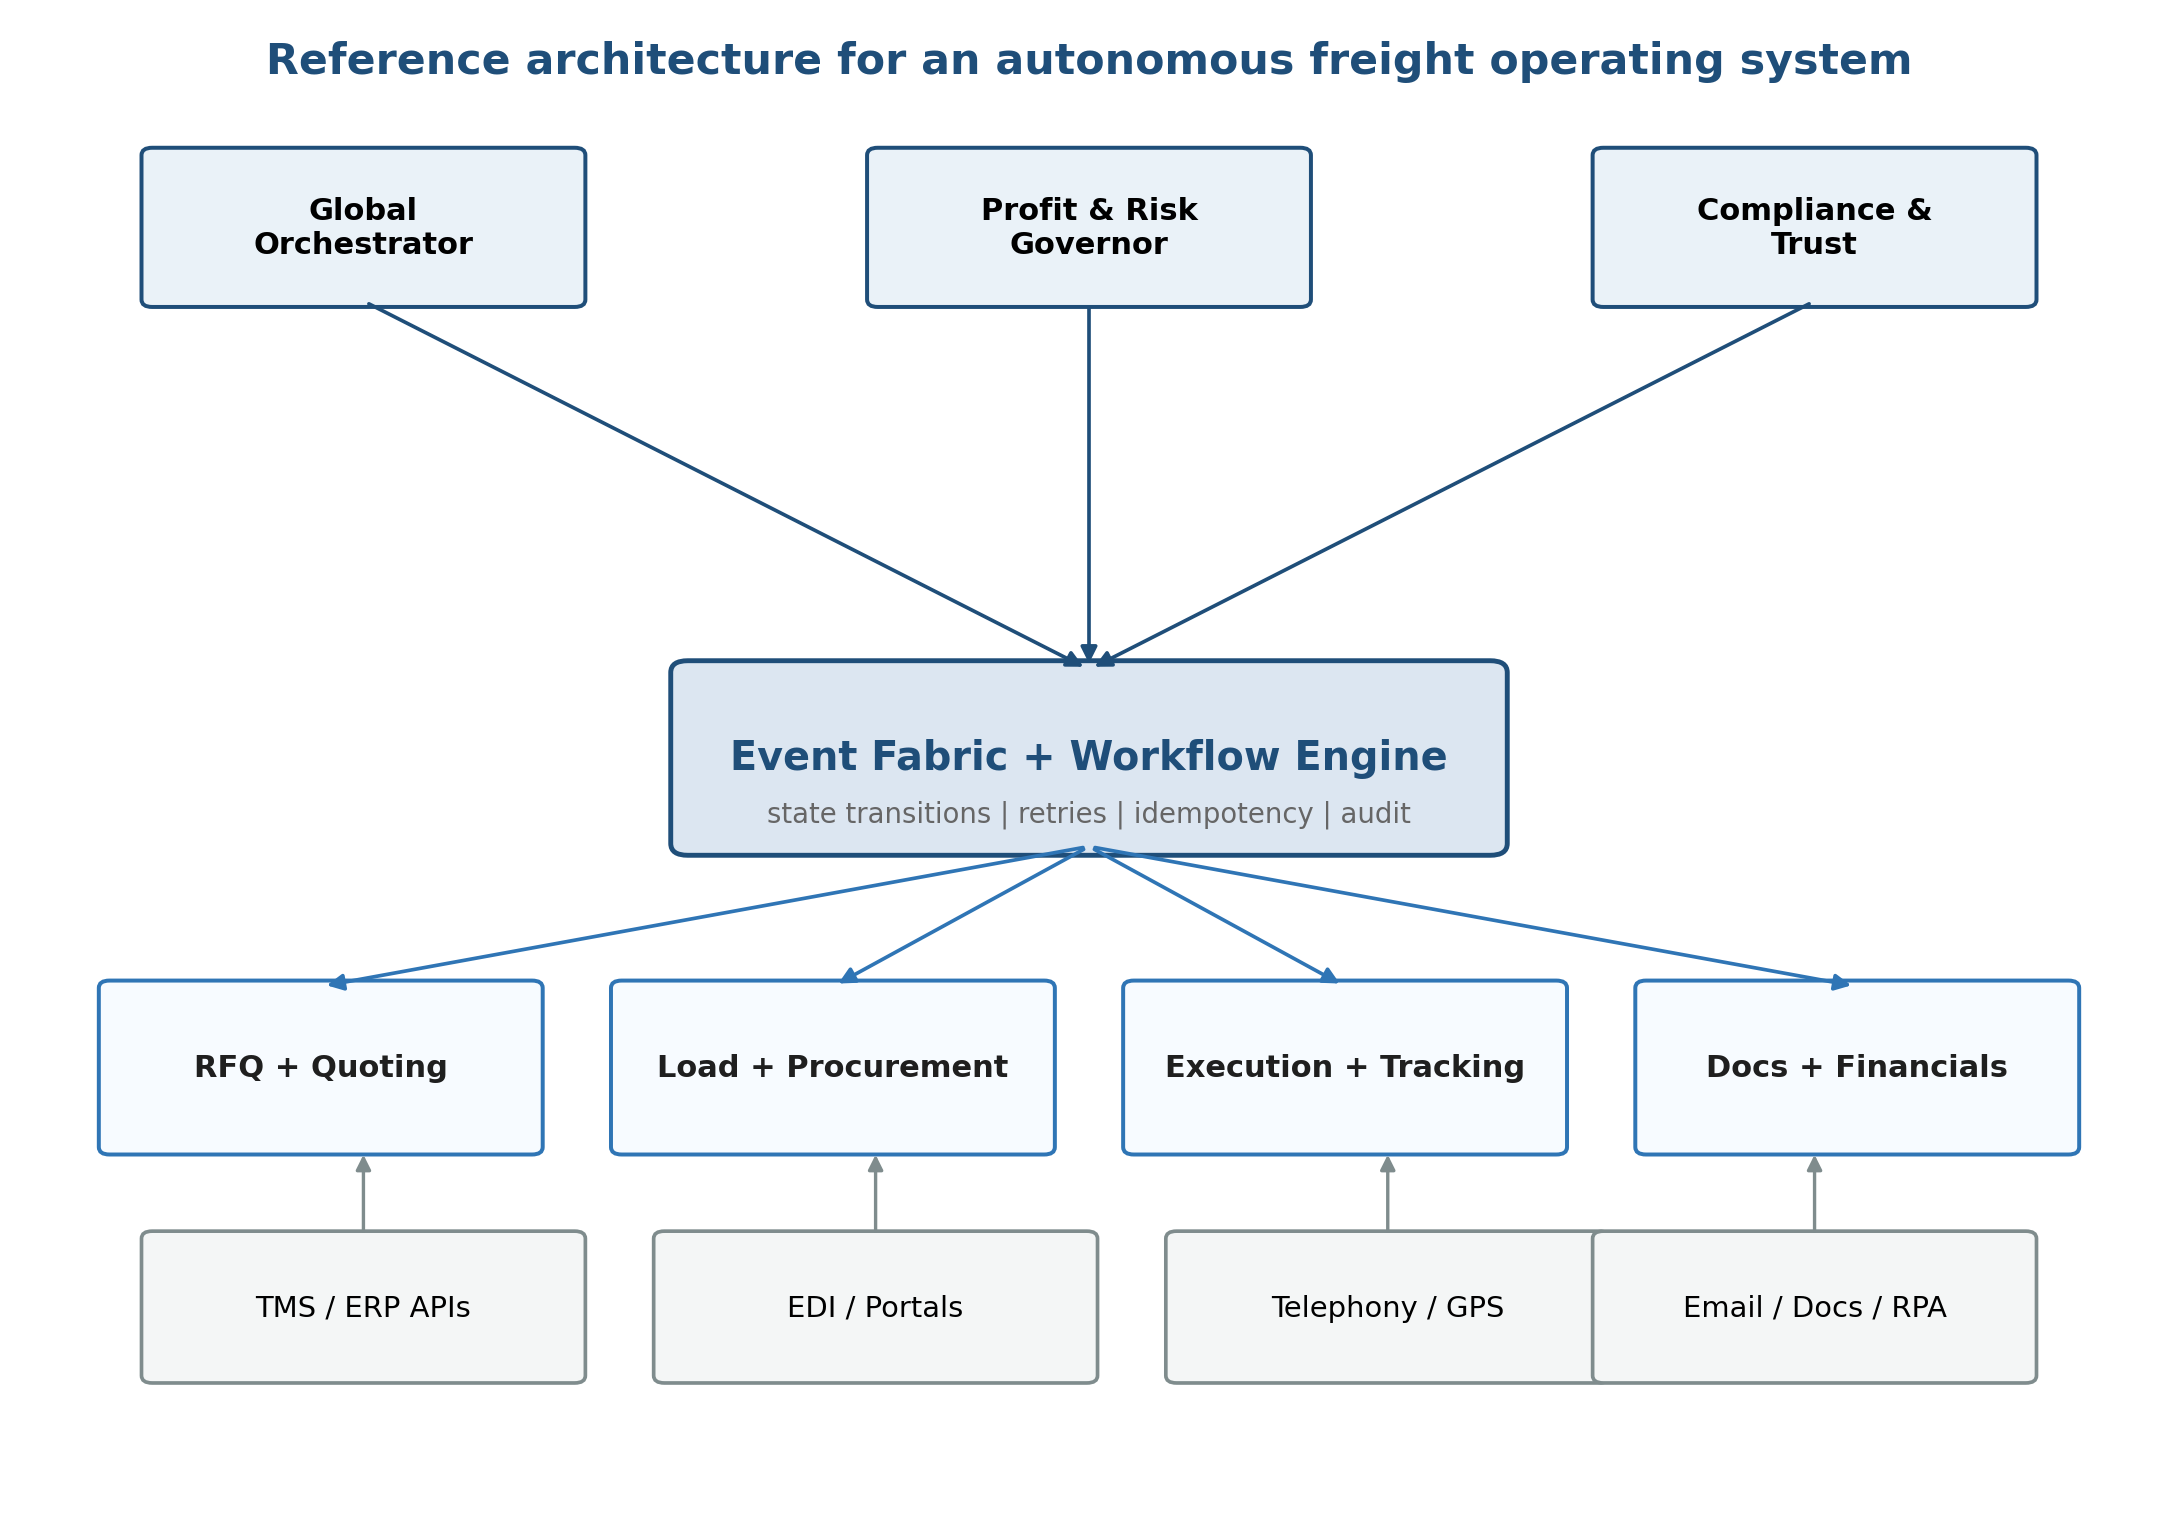 Reference architecture for an autonomous freight operating system
Global
Orchestrator
Profit & Risk
Governor
Compliance &
Trust
Event Fabric + Workflow Engine
state transitions | retries | idempotency | audit
RFQ + Quoting
Load + Procurement
Execution + Tracking
Docs + Financials
TMS / ERP APIs
EDI / Portals
Telephony / GPS
Email / Docs / RPA